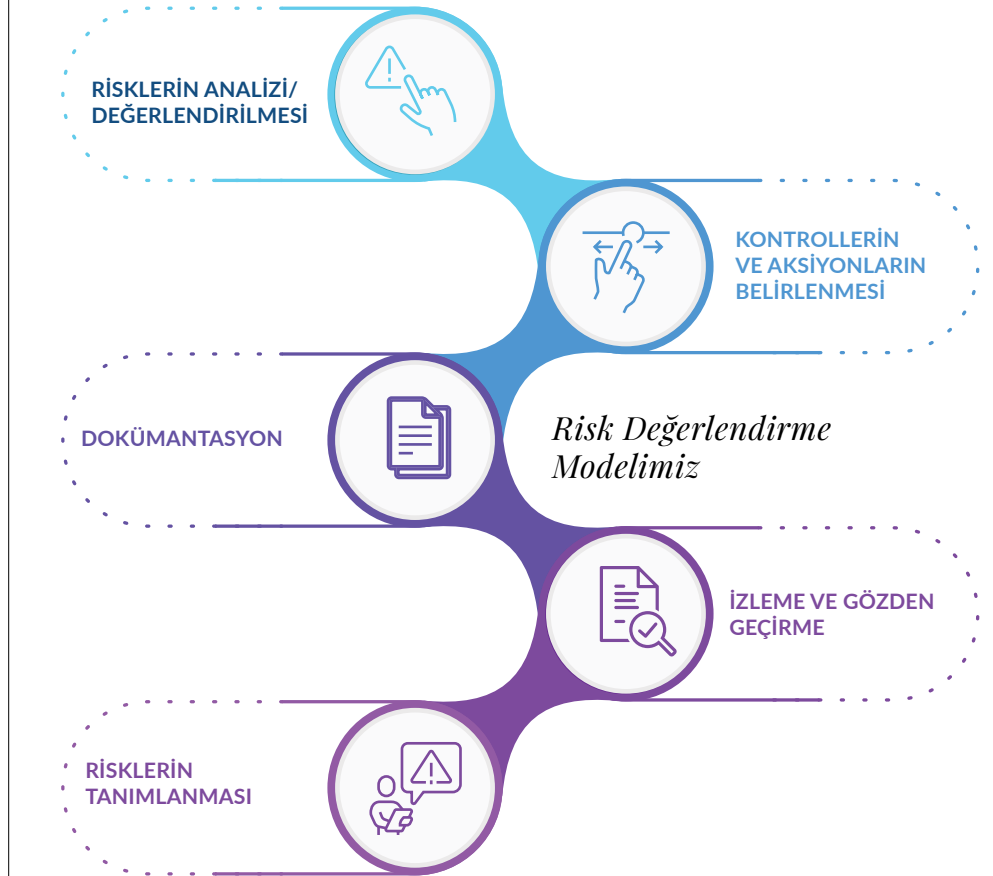 RİSKLERİN ANALİZİ/
DEĞERLENDİRİLMESİ
KONTROLLERİN
VE AKSİYONLARIN
BELİRLENMESİ
DOKÜMANTASYON
Risk Değerlendirme
Modelimiz
İZLEME VE GÖZDEN
GEÇİRME
RİSKLERİN
TANIMLANMASI